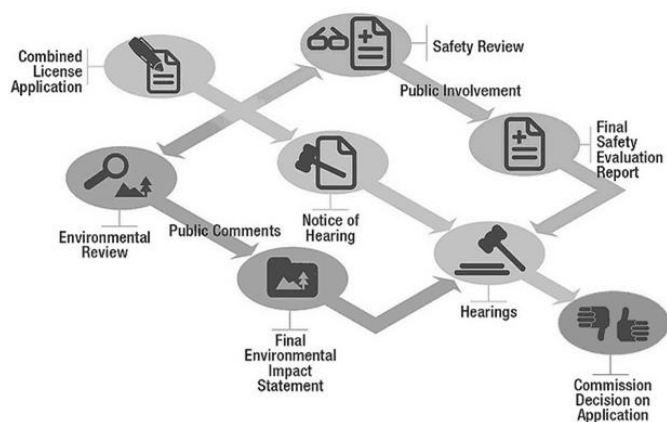 Combined
License
Application
Safety Review
Public Involvement
Final
Safety
Evaluation
Report
Environmental
Review
Public Comments
Notice of
Hearing
Final
Environmental
Impact
Statement
Hearings
Commission
Decision on
Application